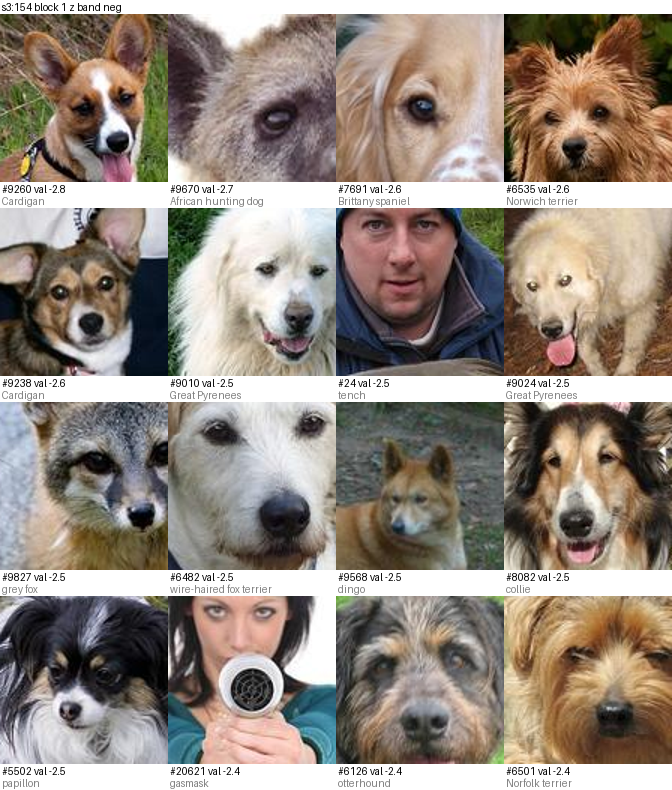 s3:154 block 1 z band neg
#9260 val -2.8
Cardigan
#9670 val -2.7
African hunting dog
#7691 val -2.6
Brittany spaniel
#6535 val -2.6
Norwich terrier
#9238 val -2.6
Cardigan
#9010 val -2.5
Great Pyrenees
#24 val -2.5
tench
#9024 val -2.5
Great Pyrenees
#9827 val -2.5
grey fox
#6482 val -2.5
wire-haired fox terrier
#9568 val -2.5
dingo
#8082 val -2.5
collie
#5502 val -2.5
papillon
#20621 val -2.4
gasmask
#6126 val -2.4
otterhound
#6501 val -2.4
Norfolk terrier